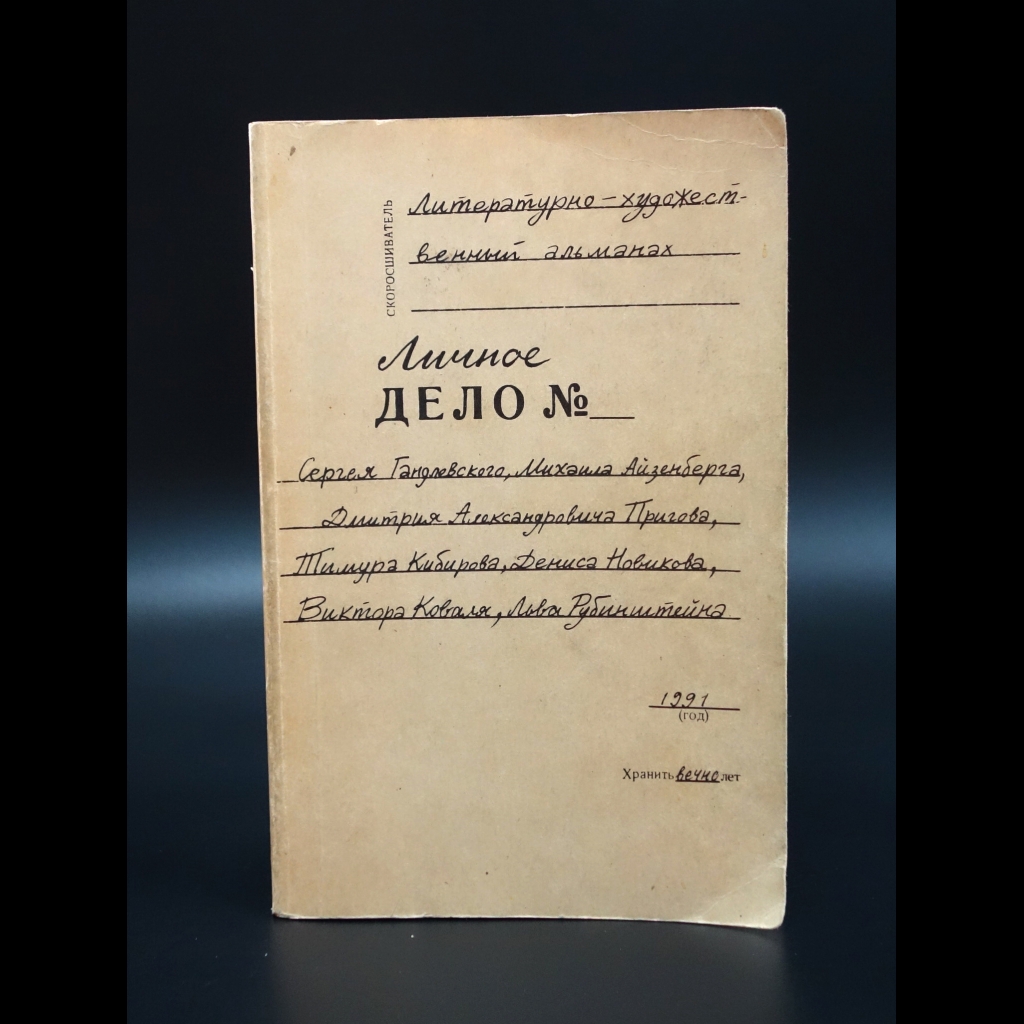 СКОРОСШИВАТЕЛЬ
Литературно-художест-
венный альманах
Личное
ДЕЛО №
Сергея Гандлевского, Михаила Айзенберга,
Дмитрия Александровича Пригова,
Тимура Кибирова, Дениса Новикова,
Виктора Коваля, Льва Рубинштейна
1991
(год)
Хранить вечно лет